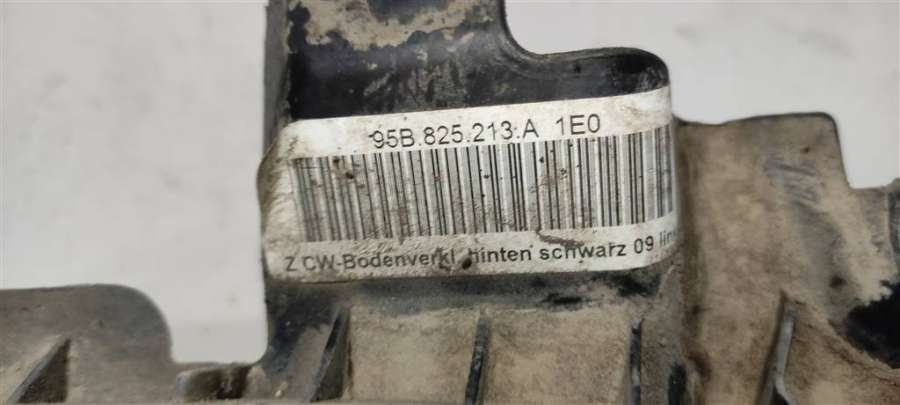 95B.825.213.A 1E0
Z CW-Bodenverkl. hinten schwarz 09